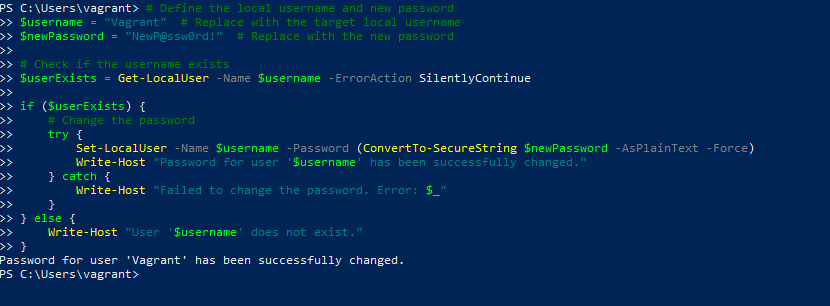 PS C:\Users\vagrant> # Define the local username and new password
>> $username = "Vagrant"  # Replace with the target local username
>> $newPassword = "NewP@ssw0rd!"  # Replace with the new password
>>
>> # Check if the username exists
>> $userExists = Get-LocalUser -Name $username -ErrorAction SilentlyContinue
>>
>> if ($userExists) {
>>     # Change the password
>>     try {
>>         Set-LocalUser -Name $username -Password (ConvertTo-SecureString $newPassword -AsPlainText -Force)
>>         Write-Host "Password for user '$username' has been successfully changed."
>>     } catch {
>>         Write-Host "Failed to change the password. Error: $_"
>>     }
>> } else {
>>     Write-Host "User '$username' does not exist."
>> }
Password for user 'Vagrant' has been successfully changed.
PS C:\Users\vagrant>